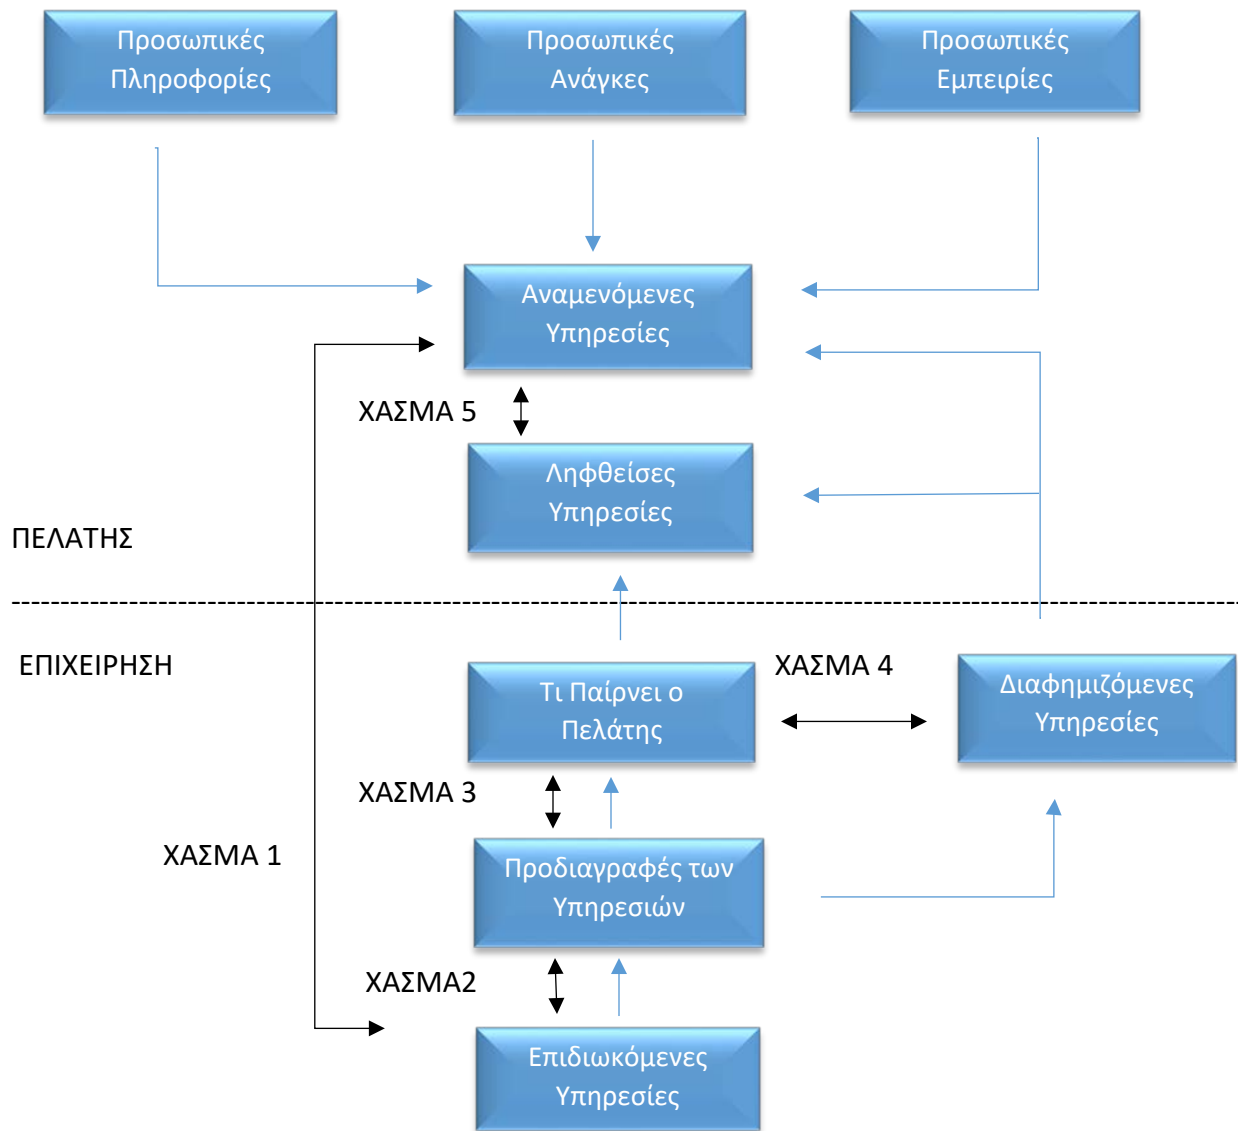 Προσωπικές
Πληροφορίες
Προσωπικές
Ανάγκες
Προσωπικές
Εμπειρίες
Αναμενόμενες
Υπηρεσίες
ΧΑΣΜΑ 5
Ληφθείσες
Υπηρεσίες
ΠΕΛΑΤΗΣ
ΕΠΙΧΕΙΡΗΣΗ
Τι Παίρνει ο
Πελάτης
ΧΑΣΜΑ 4
Διαφημιζόμενες
Υπηρεσίες
ΧΑΣΜΑ 3
ΧΑΣΜΑ 1
Προδιαγραφές των
Υπηρεσιών
ΧΑΣΜΑ2
Επιδιωκόμενες
Υπηρεσίες